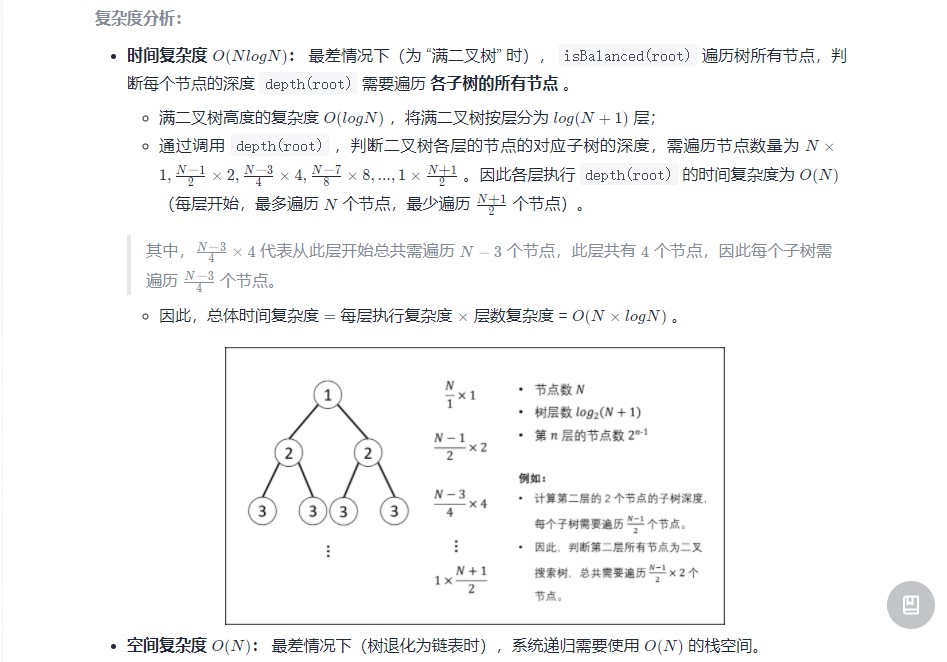 复杂度分析：
• 时间复杂度 O(NlogN)： 最差情况下（为 “满二叉树” 时）， isBalanced(root) 遍历树所有节点，判
断每个节点的深度 depth(root) 需要遍历 各子树的所有节点 。
◦ 满二叉树高度的复杂度 O(logN) ，将满二叉树按层分为 log(N + 1) 层；
◦ 通过调用 depth(root) ，判断二叉树各层的节点的对应子树的深度，需遍历节点数量为 N ×
1, \frac{N-1}{2} × 2, \frac{N-3}{4} × 4, \frac{N-7}{8} × 8, ..., 1 × \frac{N+1}{2} 。因此各层执行 depth(root) 的时间复杂度为 O(N)
（每层开始，最多遍历 N 个节点，最少遍历 \frac{N+1}{2} 个节点）。
其中， \frac{N-3}{4} × 4 代表从此层开始总共需遍历 N − 3 个节点，此层共有 4 个节点，因此每个子树需
遍历 \frac{N-3}{4} 个节点。
◦ 因此，总体时间复杂度 = 每层执行复杂度 × 层数复杂度 = O(N × logN) 。
1
2 2
3 3 3 3
⋮
\frac{N}{1} × 1
\frac{N-1}{2} × 2
\frac{N-3}{4} × 4
⋮
1 × \frac{N+1}{2}
• 节点数 N
• 树层数 log₂(N + 1)
• 第 n 层的节点数 2ⁿ⁻¹
例如：
• 计算第二层的 2 个节点的子树深度，
每个子树需要遍历 \frac{N-1}{2} 个节点。
• 因此，判断第二层所有节点为二叉
搜索树，总共需要遍历 \frac{N-1}{2} × 2 个
节点。
• 空间复杂度 O(N)： 最差情况下（树退化为链表时），系统递归需要使用 O(N) 的栈空间。